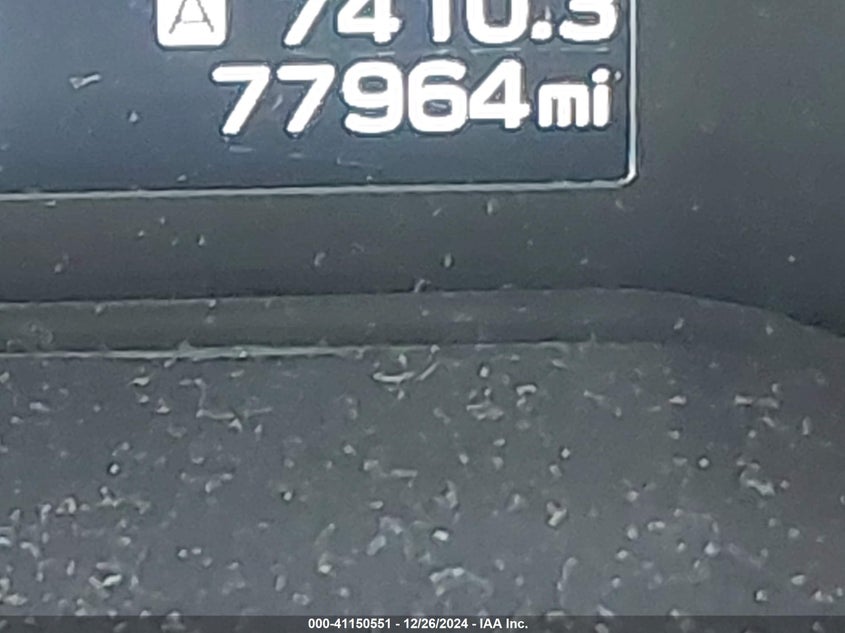 A 7410.3
77964mi
000-41150551 - 12/26/2024 - IAA Inc.